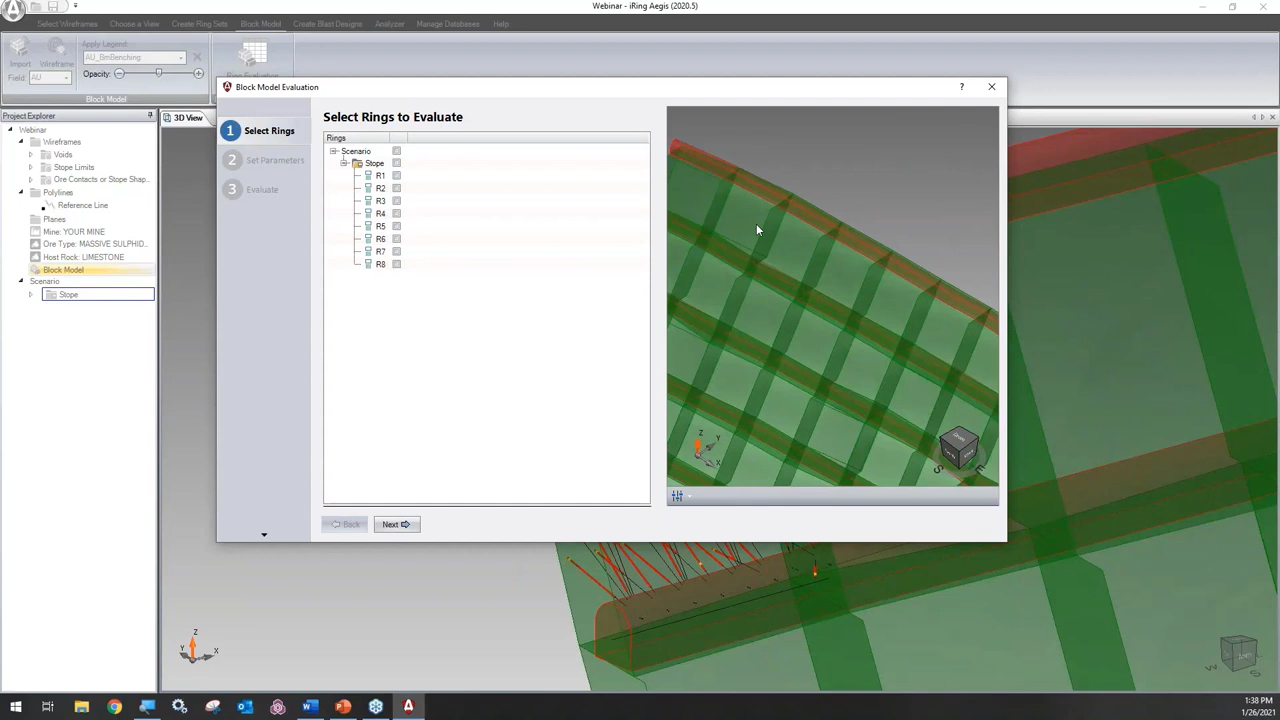 Webinar - iRing Aegis (2020.5)
Select Wireframes
Choose a View
Create Ring Sets
Block Model
Create Blast Designs
Analyzer
Manage Databases
Help
Import
Wireframe
Apply Legend:
AU_BmBenching
Field: AU
Opacity:
Ring Evaluation
Block Model
Project Explorer
3D View
Webinar
Wireframes
Voids
Stope Limits
Ore Contacts or Stope Shap...
Polylines
Reference Line
Planes
Mine: YOUR MINE
Ore Type: MASSIVE SULPHID...
Host Rock: LIMESTONE
Block Model
Scenario
Stope
Block Model Evaluation
?
1 Select Rings
2 Set Parameters
3 Evaluate
Select Rings to Evaluate
Rings
Scenario
Stope
R1
R2
R3
R4
R5
R6
R7
R8
Back
Next
Z
Y
X
S
E
Z
Y
X
W
S
1:38 PM
1/26/2021